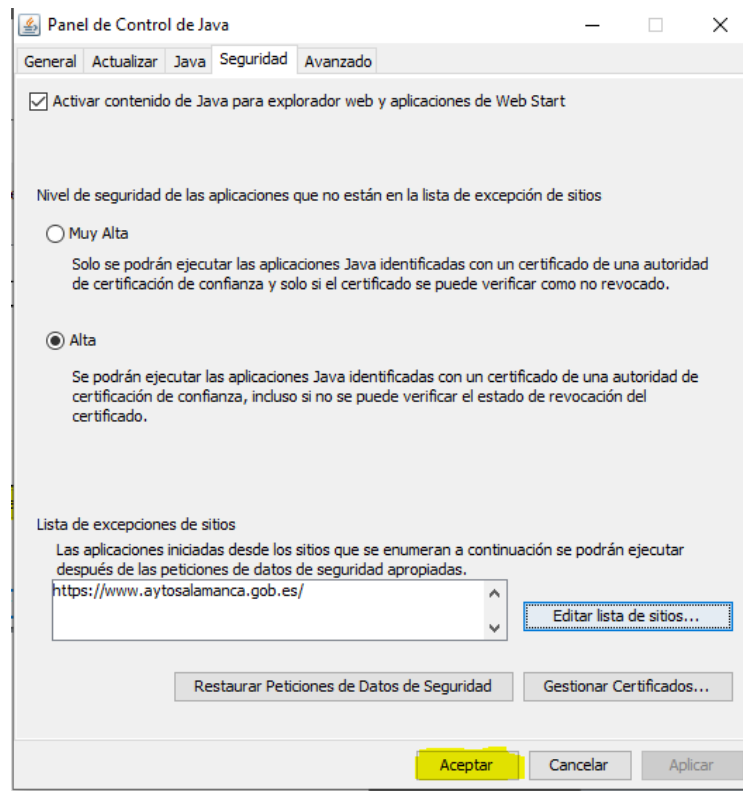 Panel de Control de Java
General Actualizar Java Seguridad Avanzado
Activar contenido de Java para explorador web y aplicaciones de Web Start
Nivel de seguridad de las aplicaciones que no están en la lista de excepción de sitios
Muy Alta
Solo se podrán ejecutar las aplicaciones Java identificadas con un certificado de una autoridad
de certificación de confianza y solo si el certificado se puede verificar como no revocado.
Alta
Se podrán ejecutar las aplicaciones Java identificadas con un certificado de una autoridad de
certificación de confianza, incluso si no se puede verificar el estado de revocación del
certificado.
Lista de excepciones de sitios
Las aplicaciones iniciadas desde los sitios que se enumeran a continuación se podrán ejecutar
después de las peticiones de datos de seguridad apropiadas.
https://www.aytosalamanca.gob.es/
Editar lista de sitios...
Restaurar Peticiones de Datos de Seguridad Gestionar Certificados...
Aceptar Cancelar Aplicar